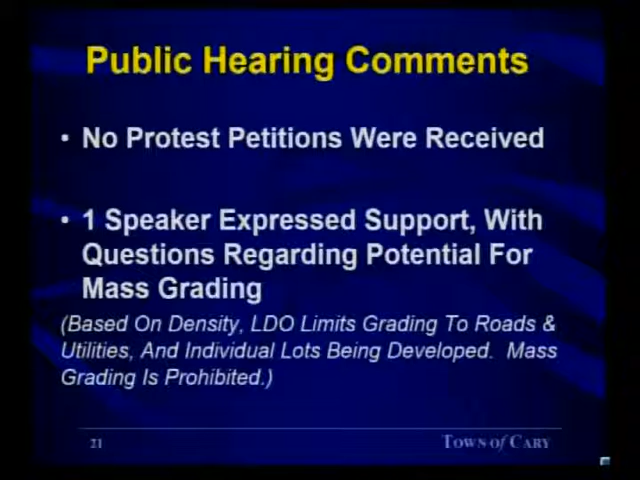 Public Hearing Comments
• No Protest Petitions Were Received
• 1 Speaker Expressed Support, With
Questions Regarding Potential For
Mass Grading
(Based On Density, LDO Limits Grading To Roads &
Utilities, And Individual Lots Being Developed. Mass
Grading Is Prohibited.)
21
TOWN of CARY